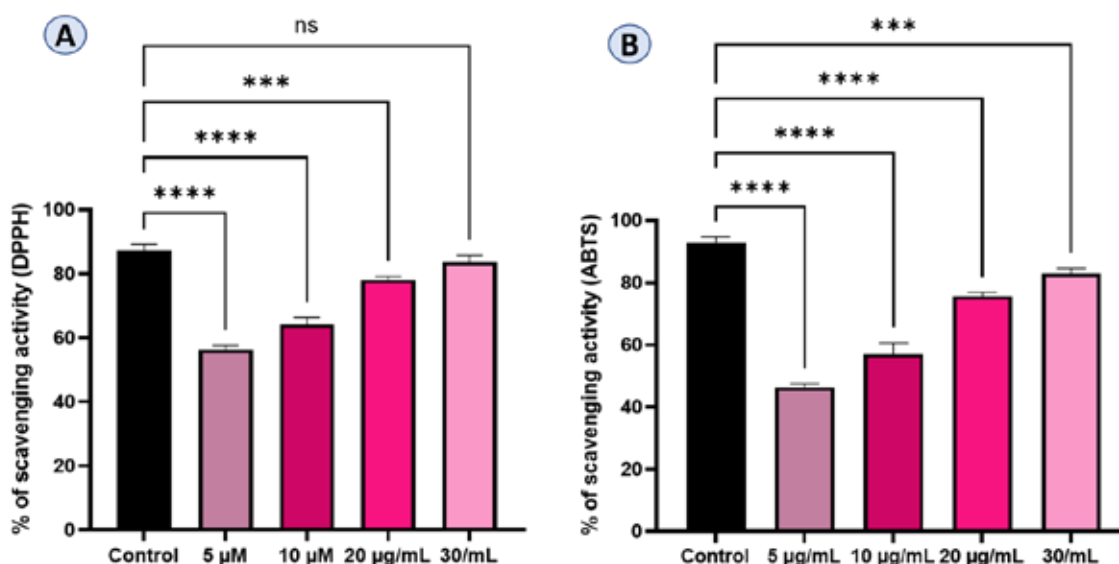 A
ns
***
****
****
% of scavenging activity (DPPH)
100
80
60
40
20
0
Control 5 µM 10 µM 20 µg/mL 30/mL
B
***
****
****
****
% of scavenging activity (ABTS)
100
80
60
40
20
0
Control 5 µg/mL 10 µg/mL 20 µg/mL 30/mL